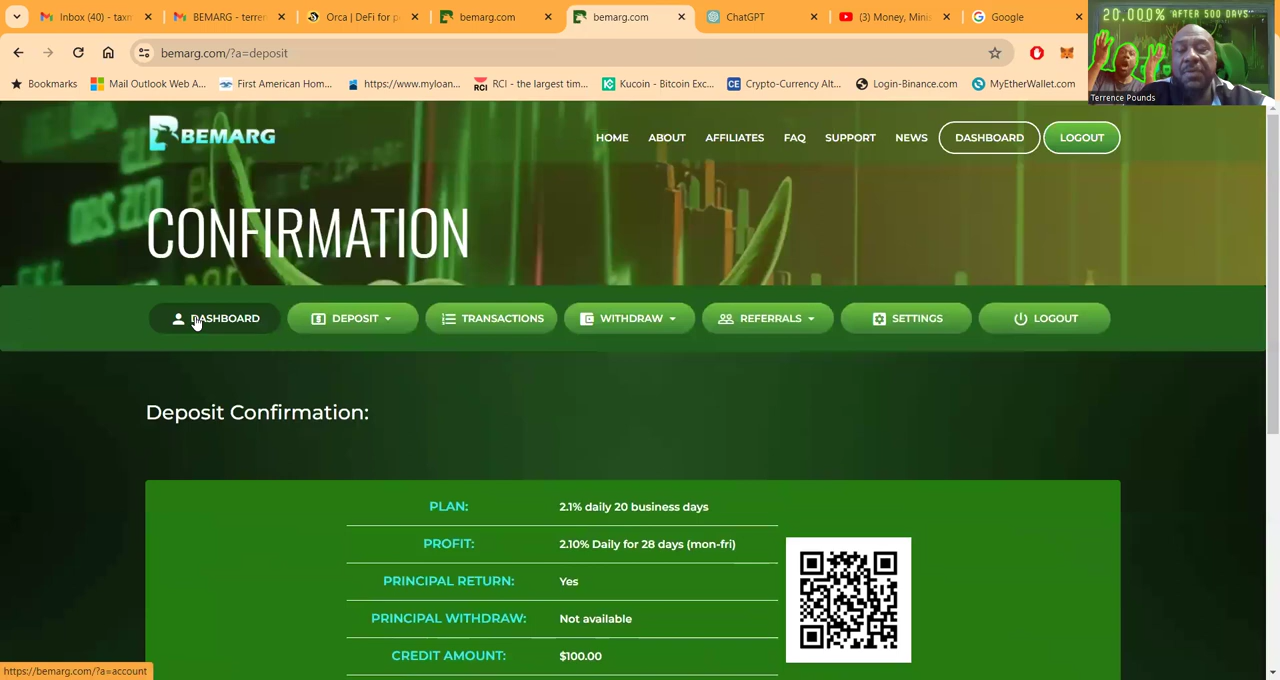 Inbox (40) - taxn
BEMARG - terren
Orca | DeFi for p
bemarg.com
bemarg.com
ChatGPT
(3) Money, Mini
Google
20,000% AFTER 500 DAYS
bemarg.com/?a=deposit
Terrence Pounds
Bookmarks
Mail Outlook Web A...
First American Hom...
https://www.myloan...
RCI - the largest tim...
Kucoin - Bitcoin Exc...
Crypto-Currency Alt...
Login-Binance.com
MyEtherWallet.com
BEMARG
HOME
ABOUT
AFFILIATES
FAQ
SUPPORT
NEWS
DASHBOARD
LOGOUT
CONFIRMATION
DASHBOARD
DEPOSIT
TRANSACTIONS
WITHDRAW
REFERRALS
SETTINGS
LOGOUT
Deposit Confirmation:
PLAN: 2.1% daily 20 business days
PROFIT: 2.10% Daily for 28 days (mon-fri)
PRINCIPAL RETURN: Yes
PRINCIPAL WITHDRAW: Not available
CREDIT AMOUNT: $100.00
https://bemarg.com/?a=account